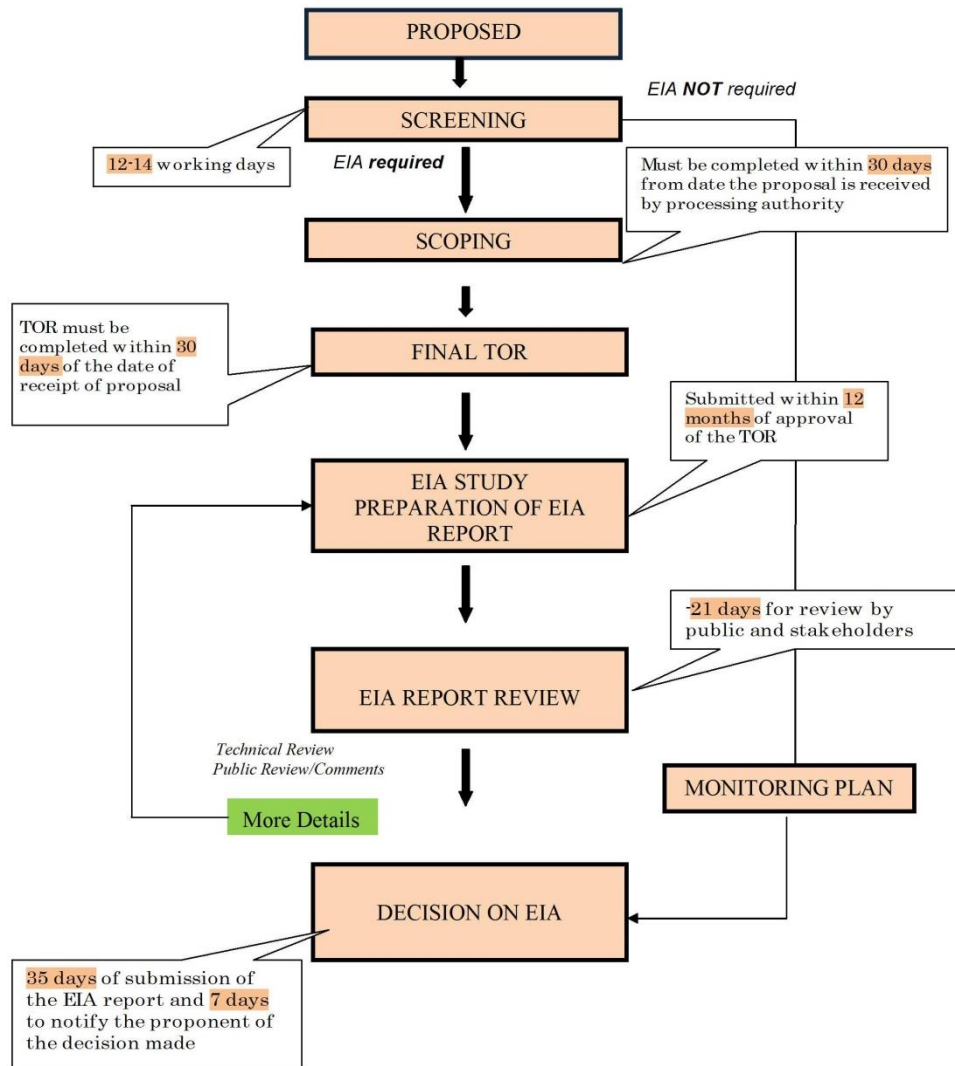 PROPOSED
EIA NOT required
SCREENING
12-14 working days
EIA required
Must be completed within 30 days
from date the proposal is received
by processing authority
SCOPING
TOR must be
completed within 30
days of the date of
receipt of proposal
FINAL TOR
Submitted within 12
months of approval
of the TOR
EIA STUDY
PREPARATION OF EIA
REPORT
-21 days for review by
public and stakeholders
EIA REPORT REVIEW
Technical Review
Public Review/Comments
More Details
MONITORING PLAN
DECISION ON EIA
35 days of submission of
the EIA report and 7 days
to notify the proponent of
the decision made